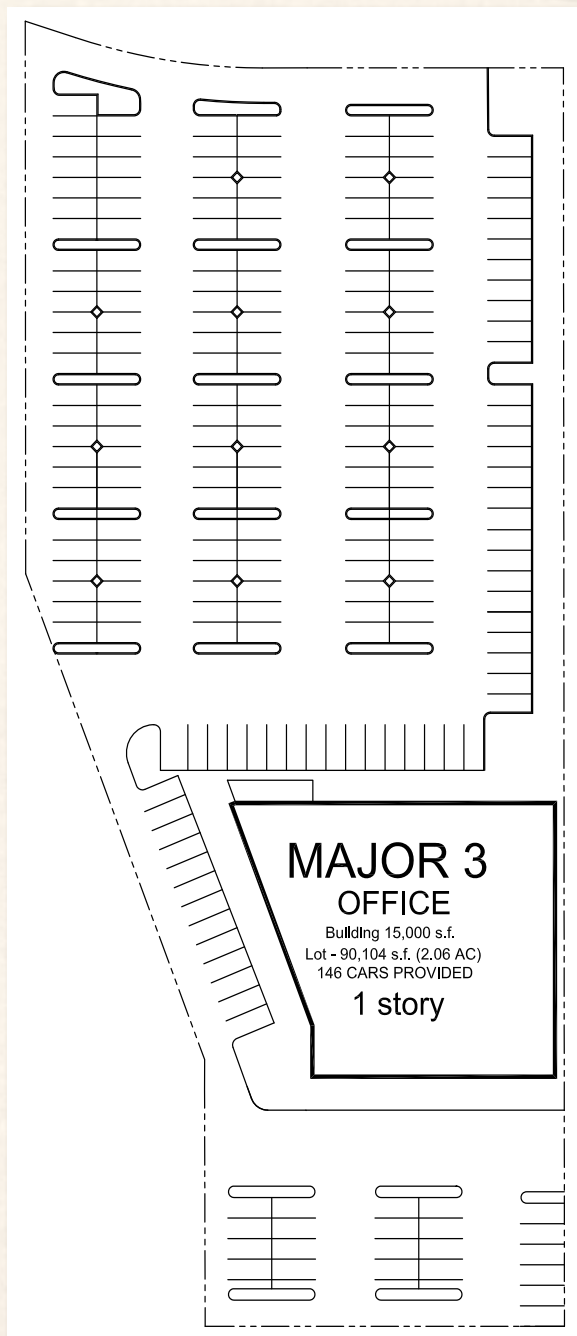 MAJOR 3
OFFICE
Building 15,000 s.f.
Lot - 90,104 s.f. (2.06 AC)
146 CARS PROVIDED
1 story